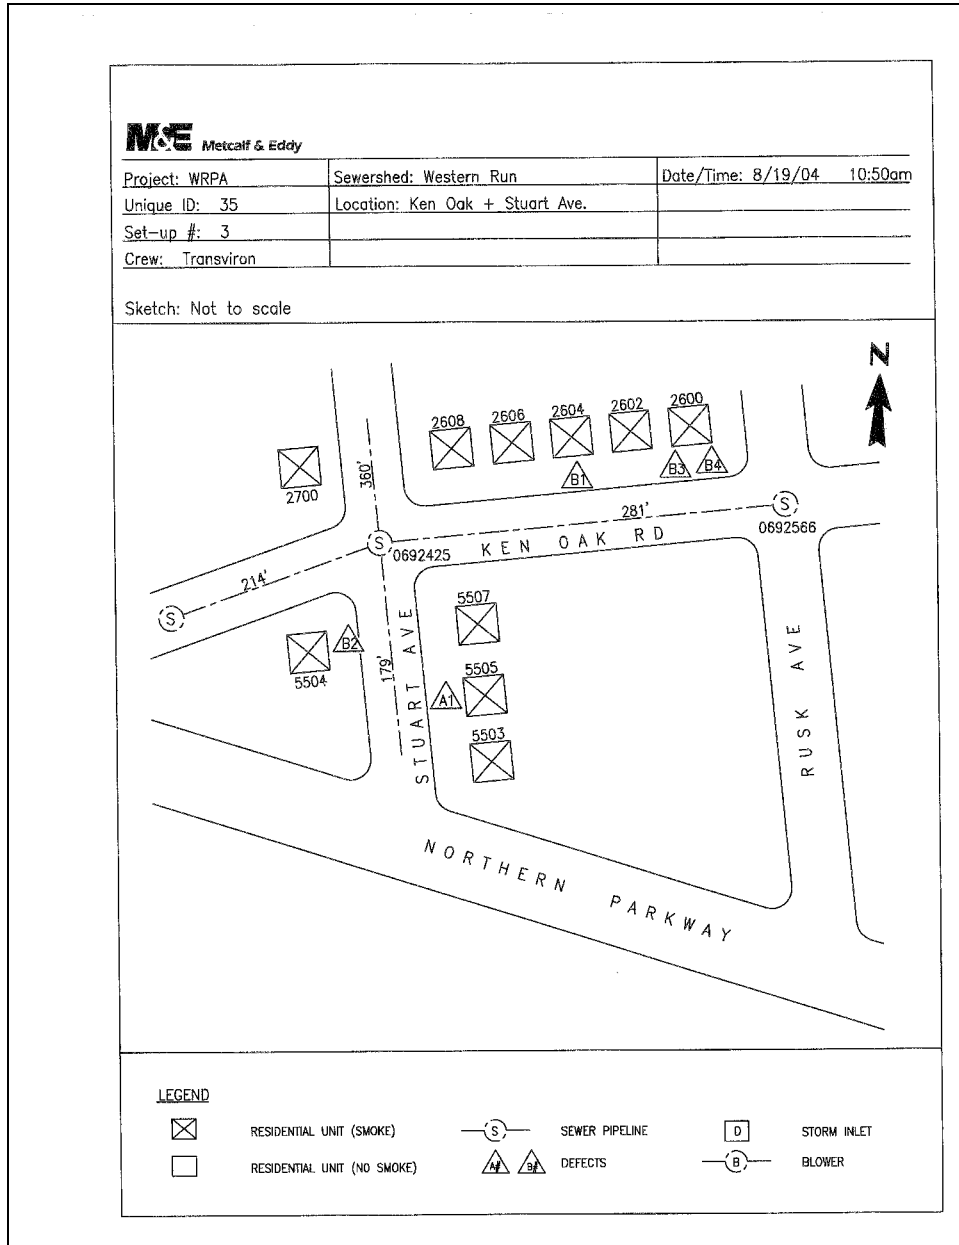 M&E Metcalf & Eddy
Project: WRPA Sewershed: Western Run Date/Time: 8/19/04 10:50am
Unique ID: 35 Location: Ken Oak + Stuart Ave.
Set-up #: 3
Crew: Transviron
Sketch: Not to scale
N
2608 2606 2604 2602 2600
B1 B3 B4
2700
360'
281'
S
0692566
S
0692425
KEN OAK RD
214'
S
5507
B2
5504
179'
STUART AVE
5505
A1
5503
RUSK AVE
NORTHERN PARKWAY
LEGEND
RESIDENTIAL UNIT (SMOKE) S SEWER PIPELINE D STORM INLET
RESIDENTIAL UNIT (NO SMOKE) A# B# DEFECTS B BLOWER